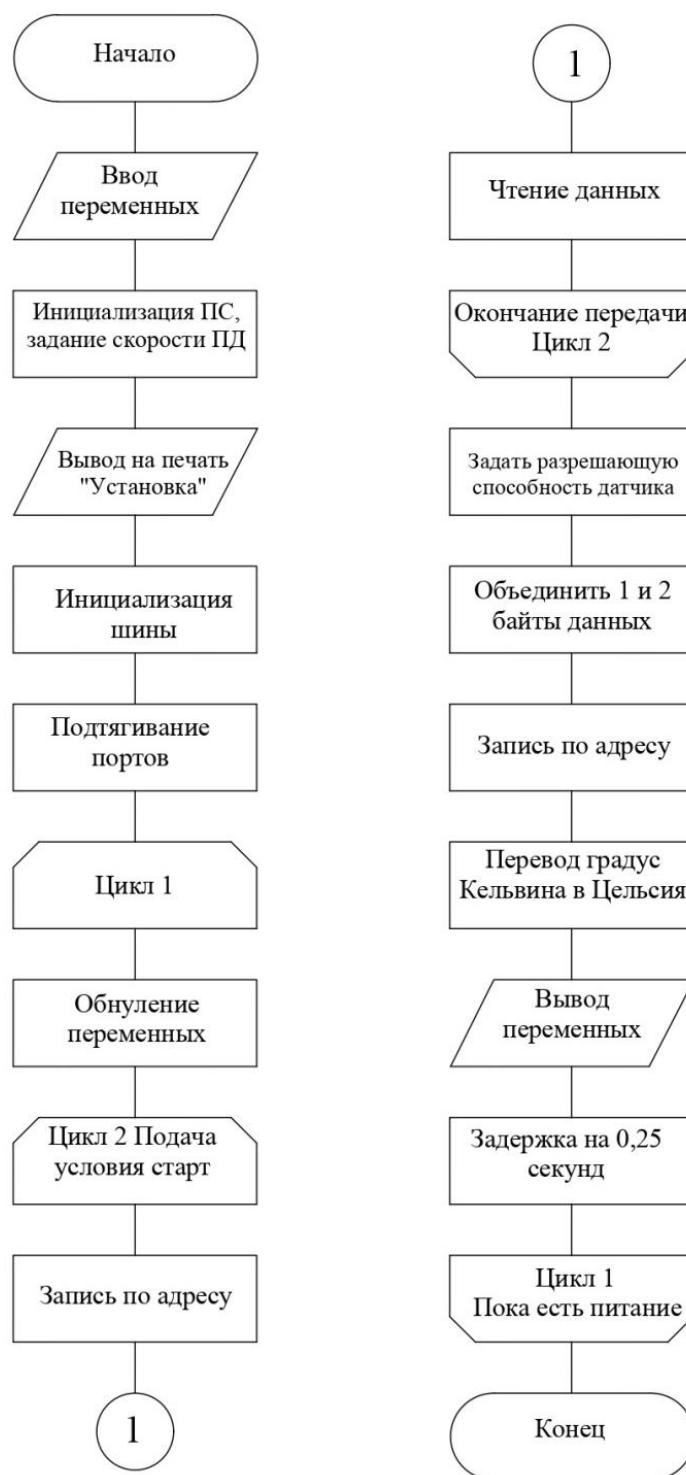 Начало
Ввод
переменных
Инициализация ПС,
задание скорости ПД
Вывод на печать
"Установка"
Инициализация
шины
Подтягивание
портов
Цикл 1
Обнуление
переменных
Цикл 2 Подача
условия старт
Запись по адресу
1
1
Чтение данных
Окончание передачи
Цикл 2
Задать разрешающую
способность датчика
Объединить 1 и 2
байты данных
Запись по адресу
Перевод градус
Кельвина в Цельсия
Вывод
переменных
Задержка на 0,25
секунд
Цикл 1
Пока есть питание
Конец